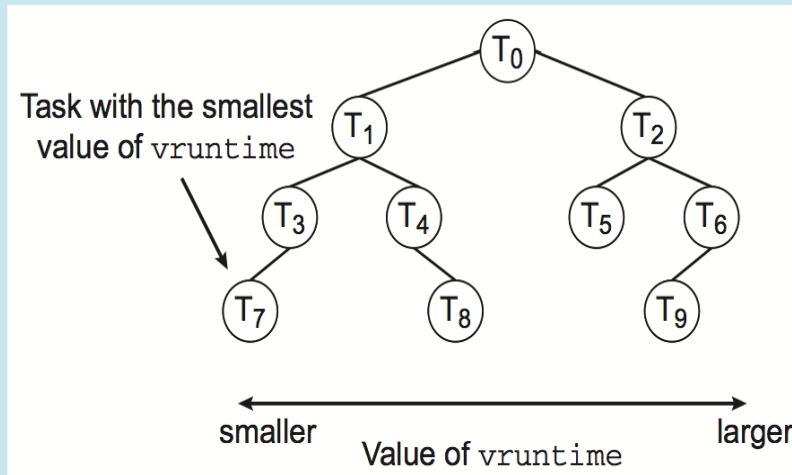 T0
Task with the smallest
value of vruntime
T1
T2
T3
T4
T5
T6
T7
T8
T9
smaller
larger
Value of vruntime